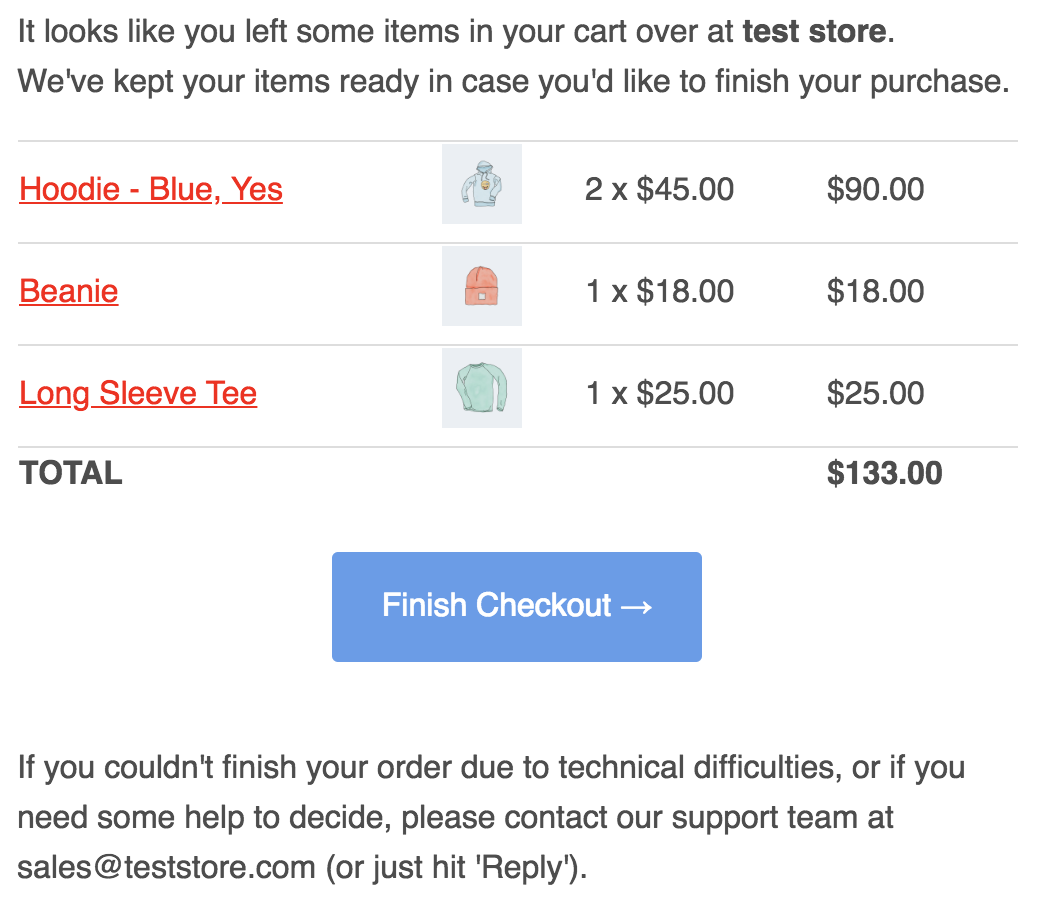 It looks like you left some items in your cart over at test store.
We've kept your items ready in case you'd like to finish your purchase.
Hoodie - Blue, Yes 2 x $45.00 $90.00
Beanie 1 x $18.00 $18.00
Long Sleeve Tee 1 x $25.00 $25.00
TOTAL $133.00
Finish Checkout →
If you couldn't finish your order due to technical difficulties, or if you
need some help to decide, please contact our support team at
sales@teststore.com (or just hit 'Reply').